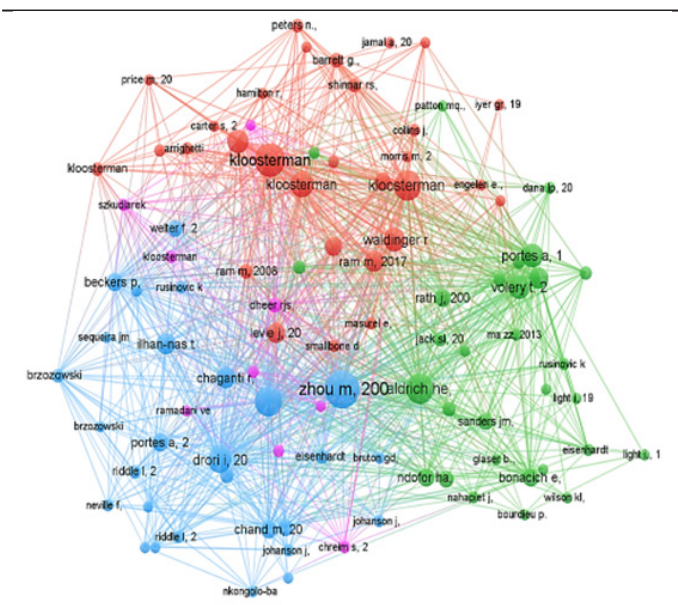 peters n.,
jamal a, 20
barrett g.,
shinnar rs,
price m, 20
hamilton r,
patton mq.,
iyer gr, 19
carter s, 2
collins j.
arrighetti
kloosterman
morris m, 2
kloosterman
kloosterman
kloosterman
engelen e.,
dana lp, 20
szkudlarek
welter f. 2
waldinger r
kloosterman
portes a, 1
ram m, 2008
ram m, 2017
beckers p,
rusinovic k
volery t. 2
dheer rjs,
rath j, 200
masurel e,
levie j, 20
sequeira jm
ilhan-nas t
smallbone d
jack sl, 20
ma zz, 2013
rusinovic k
brzozowski
chaganti r,
zhou m, 200
aldrich he,
light i, 19
ramadani ve
brzozowski
sanders jm,
portes a, 2
drori i, 20
eisenhardt
bruton gd,
glaser b.
eisenhardt
riddle l, 2
ndofor ha,
bonacich e,
nahapiet j,
wilson kl,
neville f,
bourdieu p.
chand m, 20
johanson j,
riddle l, 2
johanson j,
chreim s, 2
nkongolo-ba